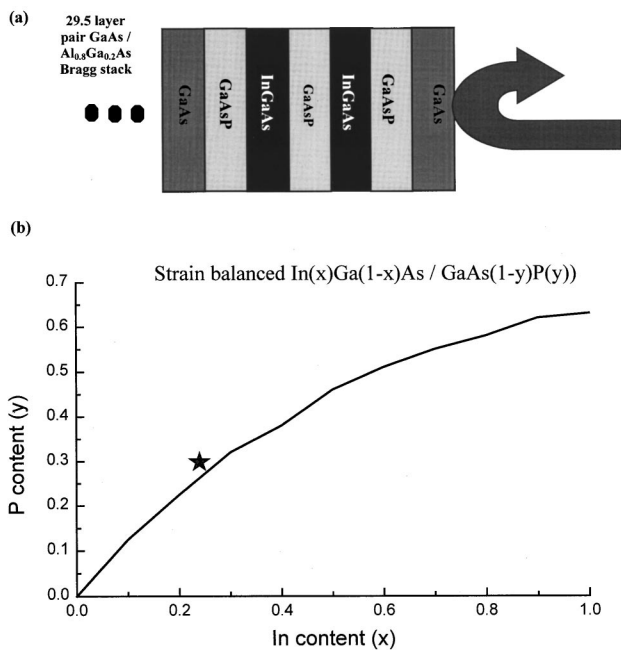 (a)
29.5 layer
pair GaAs /
Al0.8Ga0.2As
Bragg stack
GaAs
GaAsP
InGaAs
GaAsP
InGaAs
GaAsP
GaAs
(b)
Strain balanced In(x)Ga(1-x)As / GaAs(1-y)P(y))
0.7
0.6
0.5
0.4
0.3
0.2
0.1
0.0
P content (y)
0.0 0.2 0.4 0.6 0.8 1.0
In content (x)